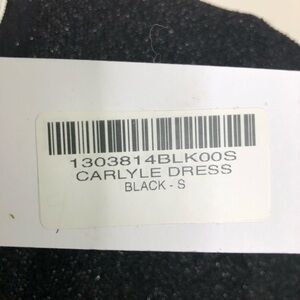 1303814BLK00S
CARLYLE DRESS
BLACK - S